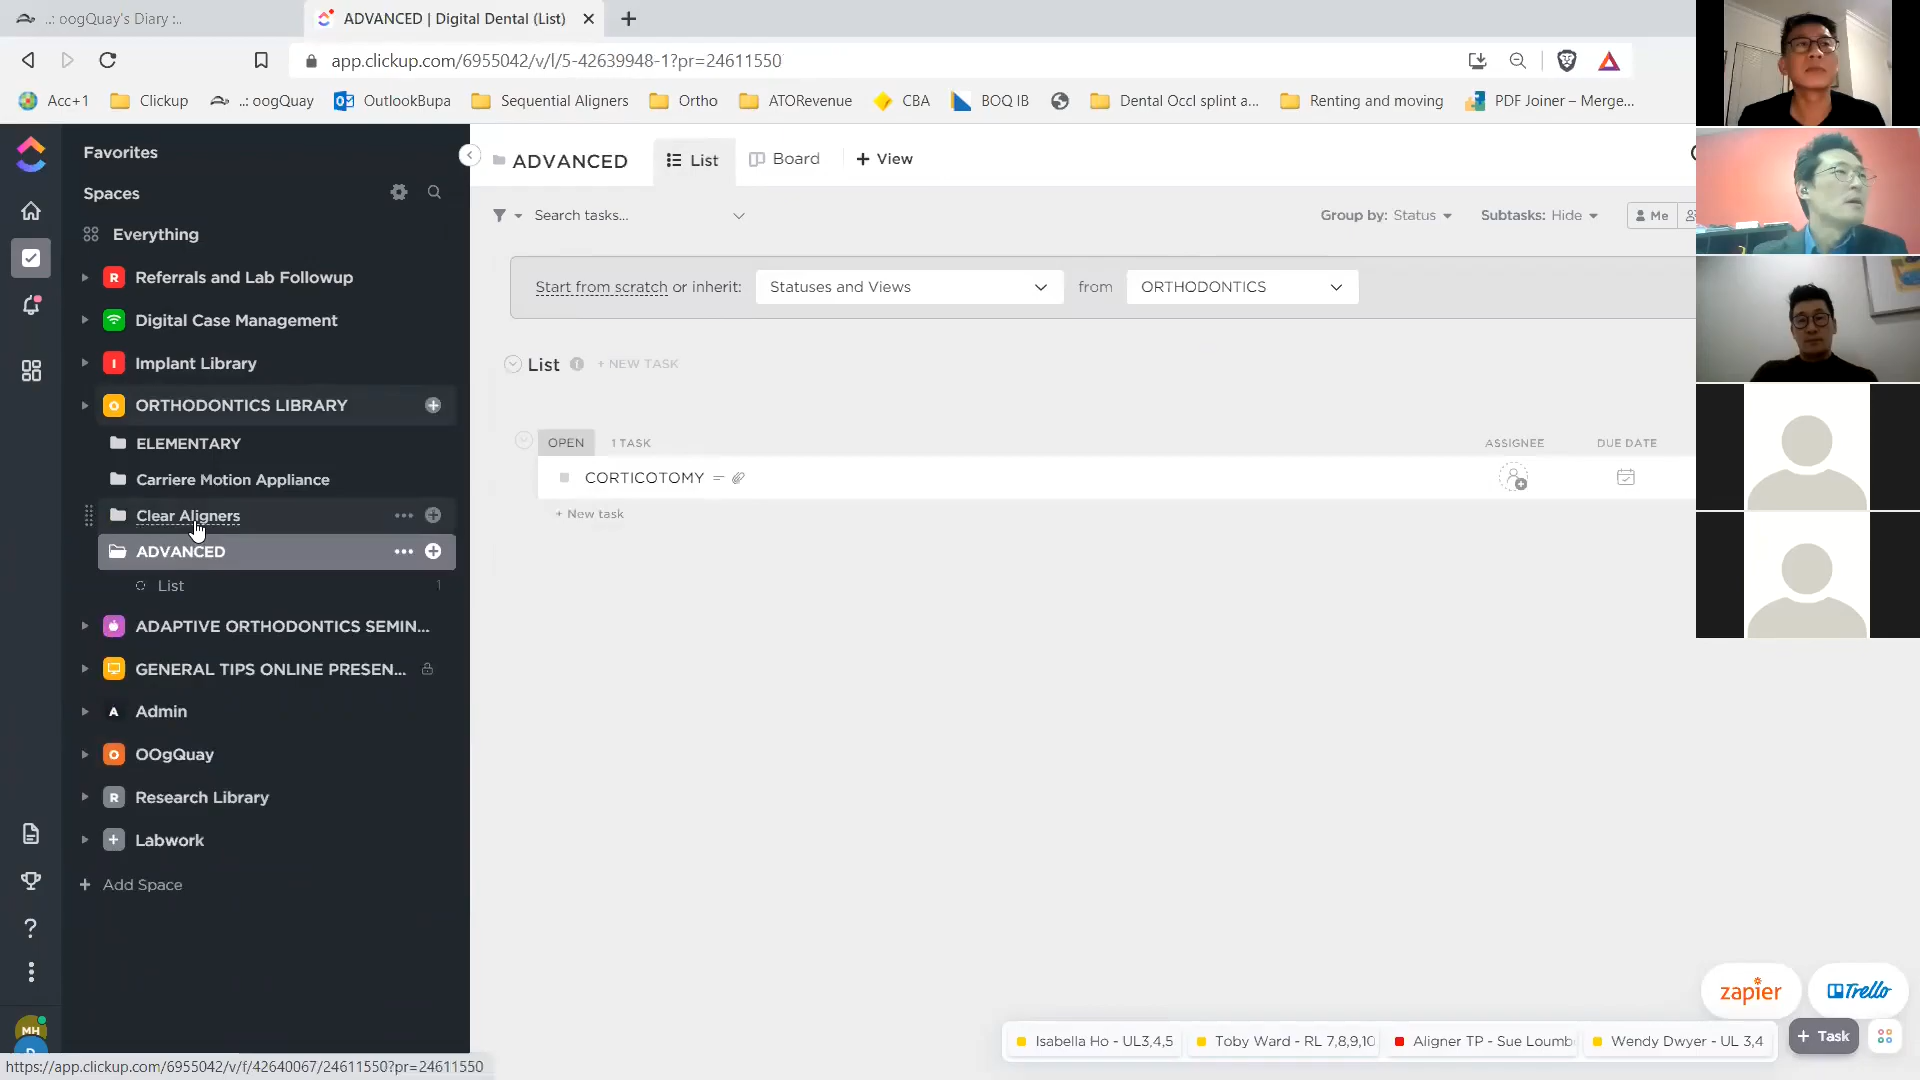 ..: oogQuay's Diary :..
ADVANCED | Digital Dental (List)
app.clickup.com/6955042/v/l/5-42639948-1?pr=24611550
Acc+1
Clickup
..: oogQuay
OutlookBupa
Sequential Aligners
Ortho
ATORevenue
CBA
BOQ IB
Dental Occl splint a...
Renting and moving
PDF Joiner – Merge...
Favorites
Spaces
Everything
R Referrals and Lab Followup
Digital Case Management
I Implant Library
O ORTHODONTICS LIBRARY
ELEMENTARY
Carriere Motion Appliance
Clear Aligners
ADVANCED
List 1
ADAPTIVE ORTHODONTICS SEMIN...
GENERAL TIPS ONLINE PRESEN...
A Admin
O OOgQuay
R Research Library
Labwork
+ Add Space
MH
ADVANCED
List
Board
+ View
Search tasks...
Group by: Status
Subtasks: Hide
Me
Start from scratch or inherit:
Statuses and Views
from
ORTHODONTICS
List + NEW TASK
OPEN 1 TASK ASSIGNEE DUE DATE
CORTICOTOMY
+ New task
zapier
Trello
Isabella Ho - UL3,4,5
Toby Ward - RL 7,8,9,10
Aligner TP - Sue Loumb
Wendy Dwyer - UL 3,4
+ Task
https://app.clickup.com/6955042/v/f/42640067/24611550?pr=24611550